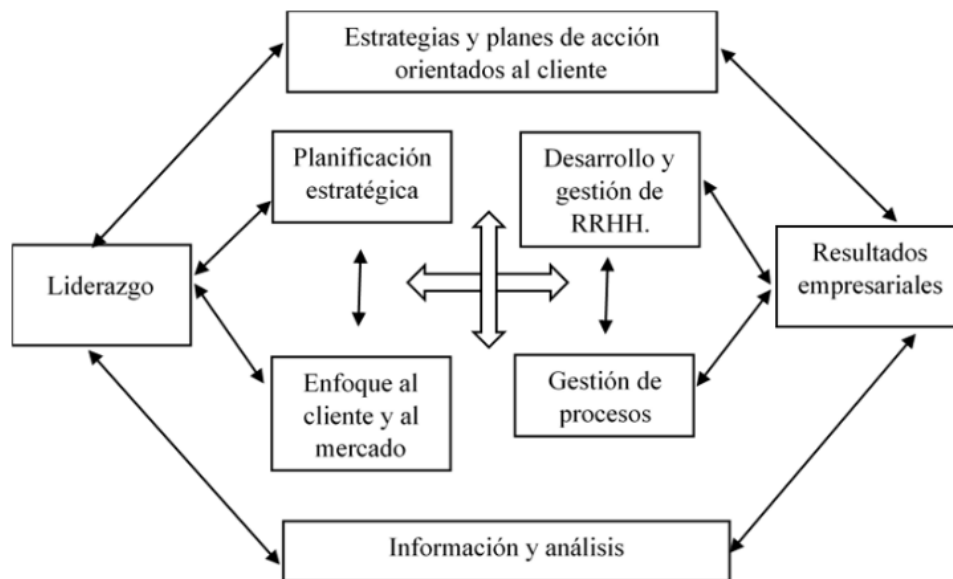 Estrategias y planes de acción
orientados al cliente
Planificación
estratégica
Desarrollo y
gestión de
RRHH.
Liderazgo
Resultados
empresariales
Enfoque al
cliente y al
mercado
Gestión de
procesos
Información y análisis